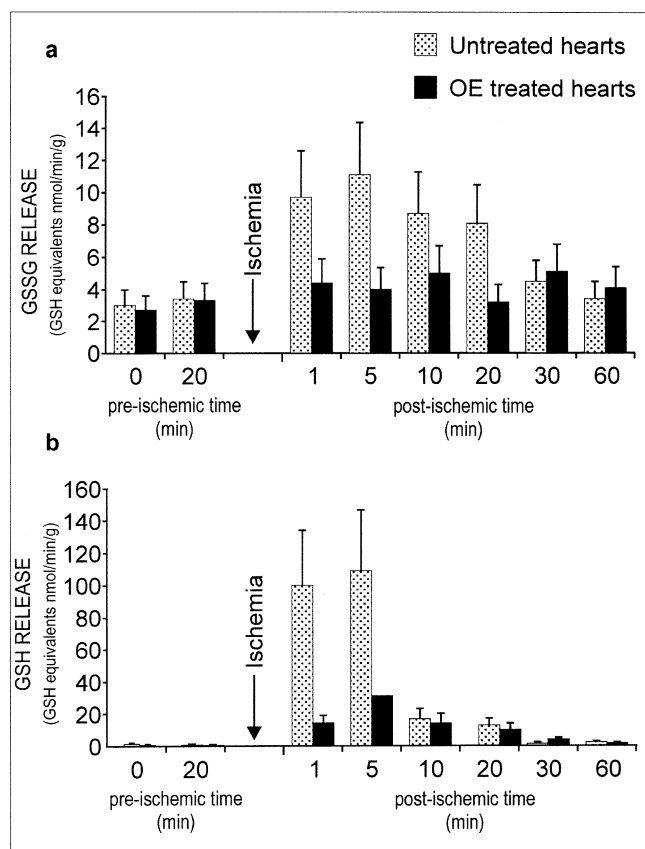 a
Untreated hearts
OE treated hearts
GSSG RELEASE
(GSH equivalents nmol/min/g)
16
14
12
10
8
6
4
2
0
Ischemia
0 20 1 5 10 20 30 60
pre-ischemic time
(min)
post-ischemic time
(min)
b
GSH RELEASE
(GSH equivalents nmol/min/g)
160
140
120
100
80
60
40
20
0
Ischemia
0 20 1 5 10 20 30 60
pre-ischemic time
(min)
post-ischemic time
(min)